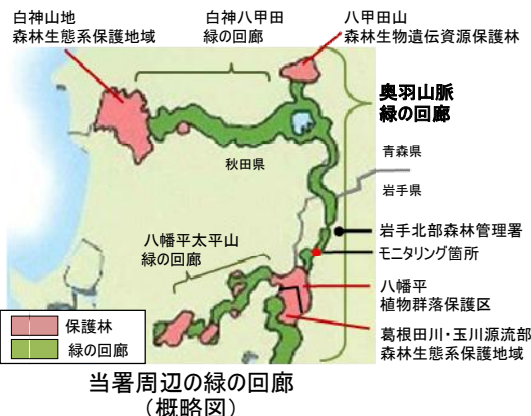 白神山地
森林生態系保護地域
白神八甲田
緑の回廊
八甲田山
森林生物遺伝資源保護林
奥羽山脈
緑の回廊
青森県
秋田県
岩手県
岩手北部森林管理署
モニタリング箇所
八幡平太平山
緑の回廊
八幡平
植物群落保護区
葛根田川・玉川源流部
森林生態系保護地域
保護林
緑の回廊
当署周辺の緑の回廊
(概略図)